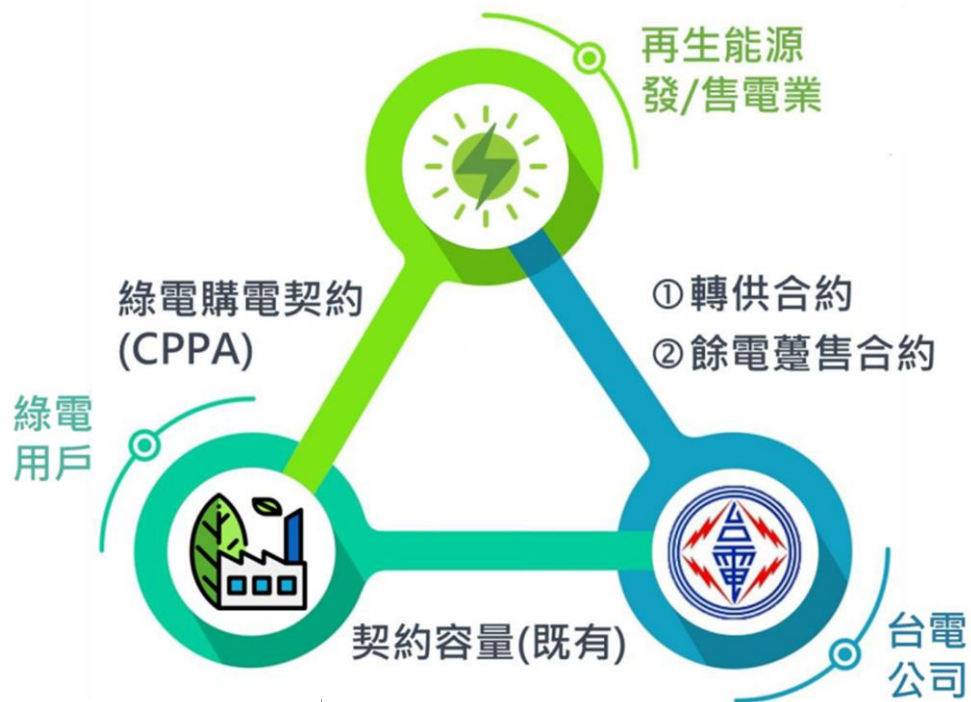 再生能源
發/售電業
綠電購電契約
(CPPA)
①轉供合約
②餘電躉售合約
綠電
用戶
台電
契約容量(既有)
台電
公司